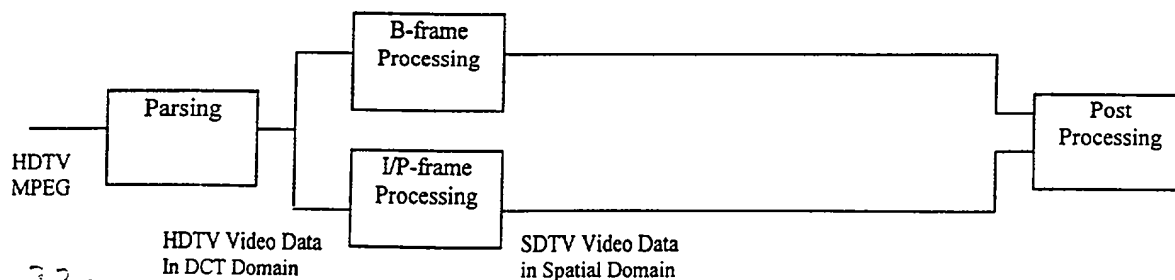 B-frame
Processing
Parsing
Post
Processing
HDTV
MPEG
I/P-frame
Processing
HDTV Video Data
In DCT Domain
SDTV Video Data
in Spatial Domain